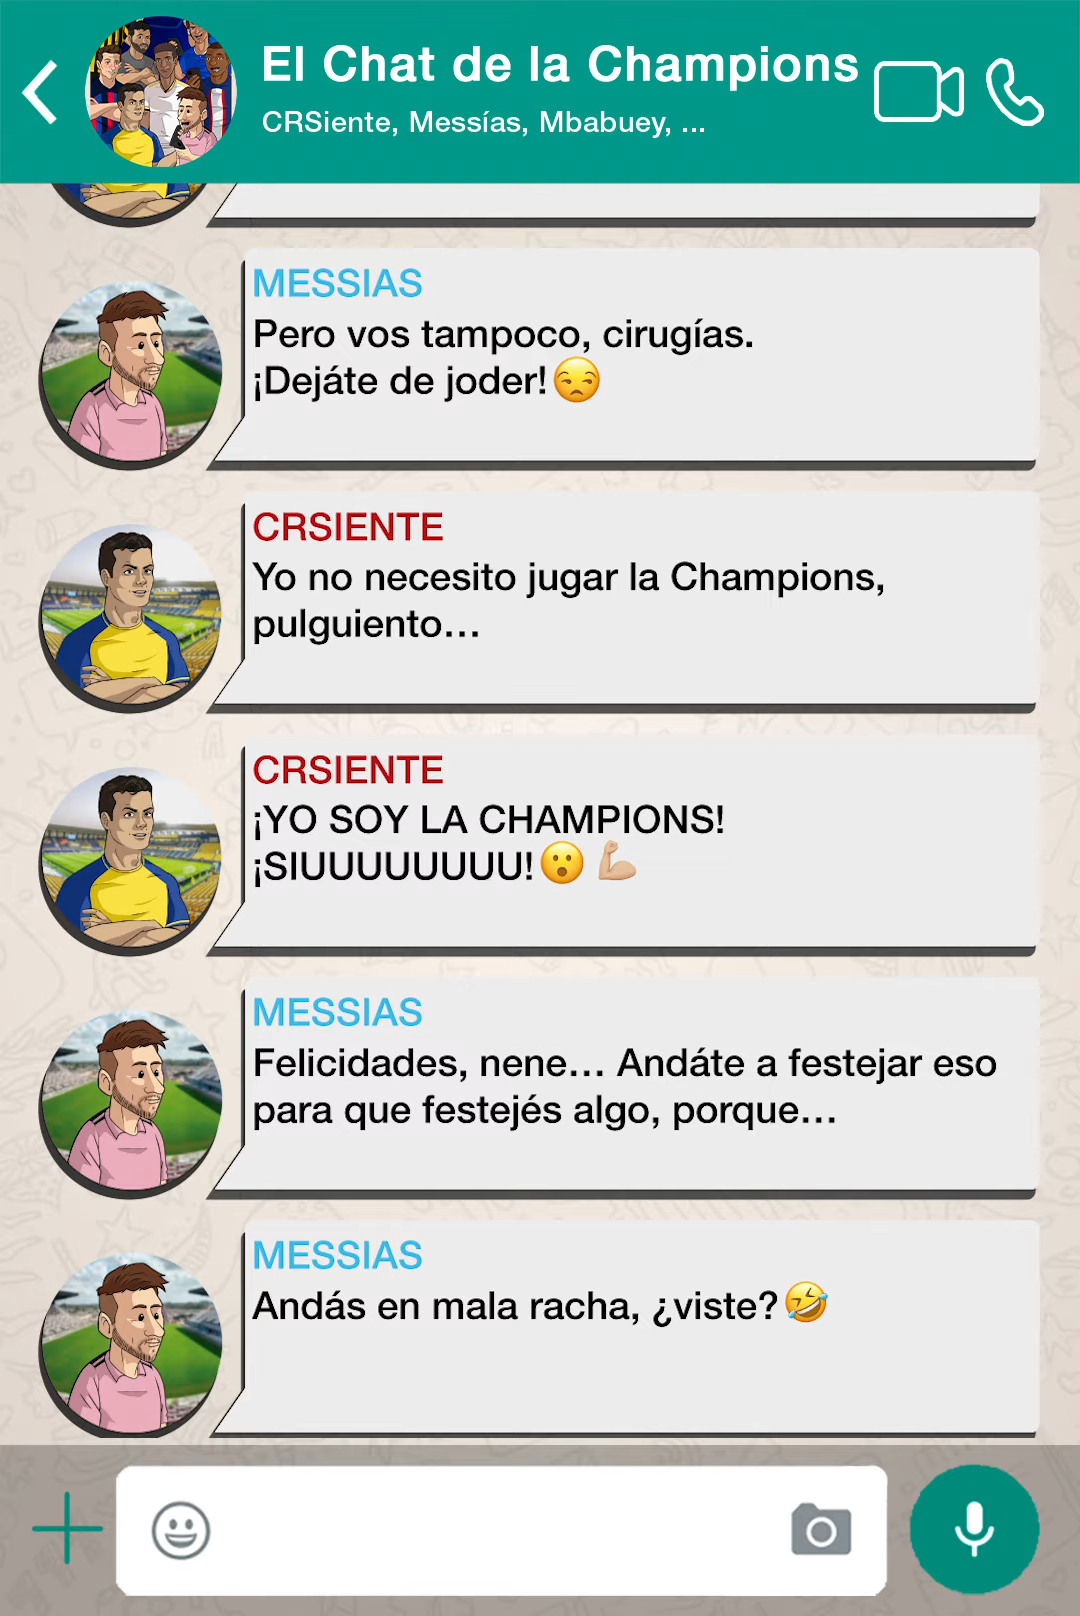 El Chat de la Champions
CRSiente, Messías, Mbabuey, ...
MESSIAS
Pero vos tampoco, cirugías.
¡Dejáte de joder!😒
CRSIENTE
Yo no necesito jugar la Champions,
pulguiento...
CRSIENTE
¡YO SOY LA CHAMPIONS!
¡SIUUUUUUUU!😮💪🏼
MESSIAS
Felicidades, nene... Andáte a festejar eso
para que festejés algo, porque...
MESSIAS
Andás en mala racha, ¿viste?🤣